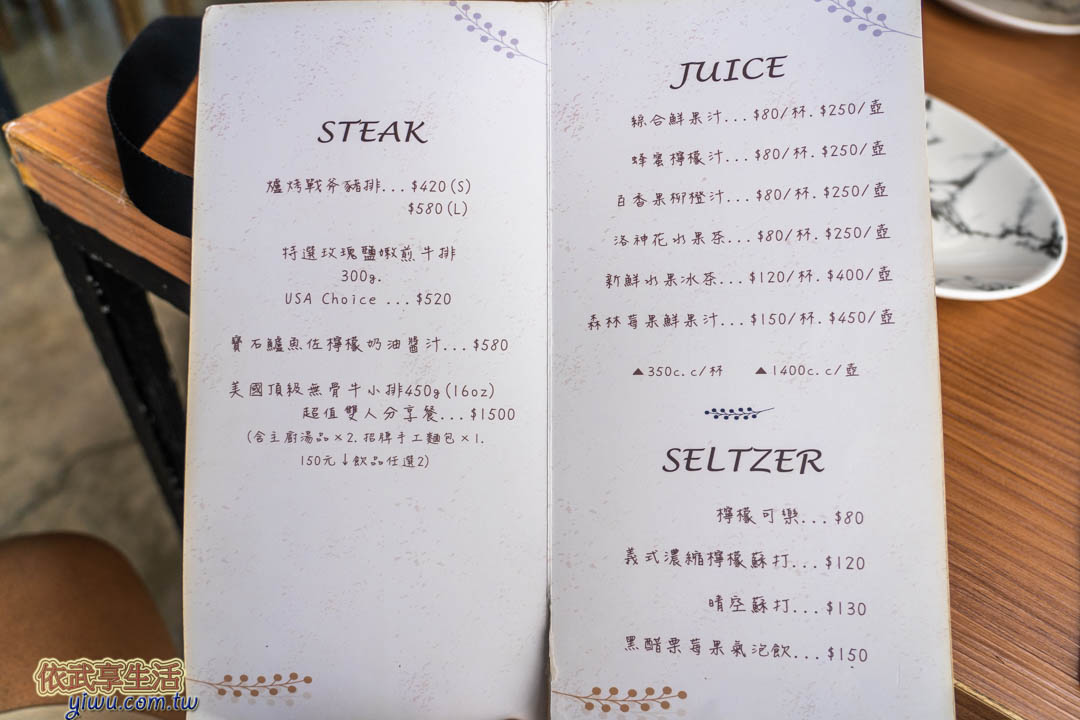 STEAK
爐烤戰斧豬排...$420(S)
$580(L)
特選玫瑰鹽嫩煎牛排
300g.
USA Choice ...$520
寶石鱸魚佐檸檬奶油醬汁...$580
美國頂級無骨牛小排450g(16oz)
超值雙人分享餐...$1500
(含主廚湯品×2.招牌手工麵包×1.
150元↓飲品任選2)
JUICE
綜合鮮果汁...$80/杯.$250/壺
蜂蜜檸檬汁...$80/杯.$250/壺
百香果柳橙汁...$80/杯.$250/壺
洛神花水果茶...$80/杯.$250/壺
新鮮水果冰茶...$120/杯.$400/壺
森林莓果鮮果汁...$150/杯.$450/壺
▲350c.c/杯 ▲1400c.c/壺
SELTZER
檸檬可樂...$80
義式濃縮檸檬蘇打...$120
晴空蘇打...$130
黑醋栗莓果氣泡飲...$150
依武享生活
yiwu.com.tw